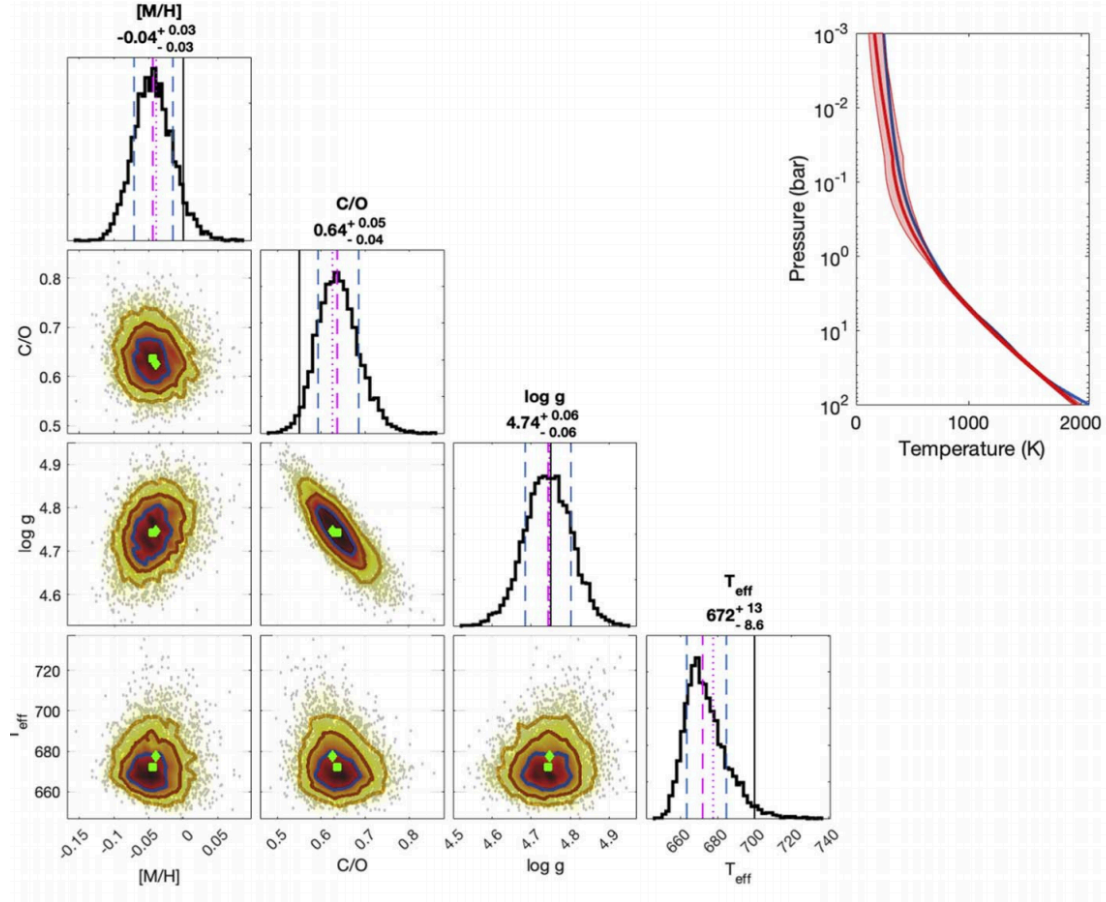 [M/H]
-0.04 + 0.03 - 0.03
C/O
0.64 + 0.05 - 0.04
log g
4.74 + 0.06 - 0.06
T_eff
672 + 13 - 8.6
10^-3
10^-2
10^-1
10^0
10^1
10^2
Pressure (bar)
0 1000 2000
Temperature (K)
0.8
0.7
0.6
0.5
C/O
4.9
4.8
4.7
4.6
log g
720
700
680
660
eff
-0.15 -0.1 -0.05 0 0.05
[M/H]
0.5 0.6 0.7 0.8
C/O
4.5 4.6 4.7 4.8 4.9
log g
660 680 700 720 740
T_eff